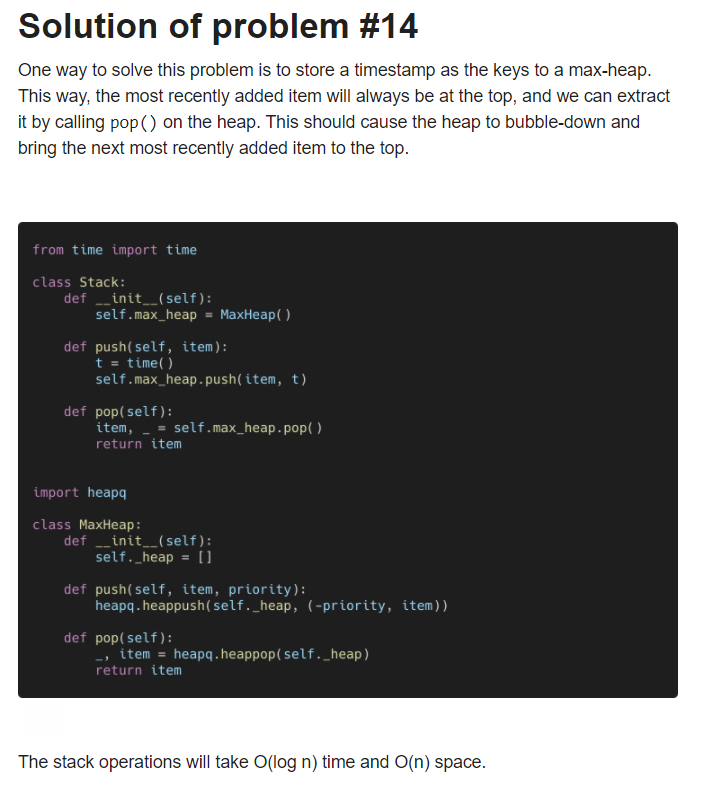 Solution of problem #14
One way to solve this problem is to store a timestamp as the keys to a max-heap.
This way, the most recently added item will always be at the top, and we can extract
it by calling pop() on the heap. This should cause the heap to bubble-down and
bring the next most recently added item to the top.
from time import time
class Stack:
    def __init__(self):
        self.max_heap = MaxHeap()
    def push(self, item):
        t = time()
        self.max_heap.push(item, t)
    def pop(self):
        item, _ = self.max_heap.pop()
        return item
import heapq
class MaxHeap:
    def __init__(self):
        self._heap = []
    def push(self, item, priority):
        heapq.heappush(self._heap, (-priority, item))
    def pop(self):
        _, item = heapq.heappop(self._heap)
        return item
The stack operations will take O(log n) time and O(n) space.